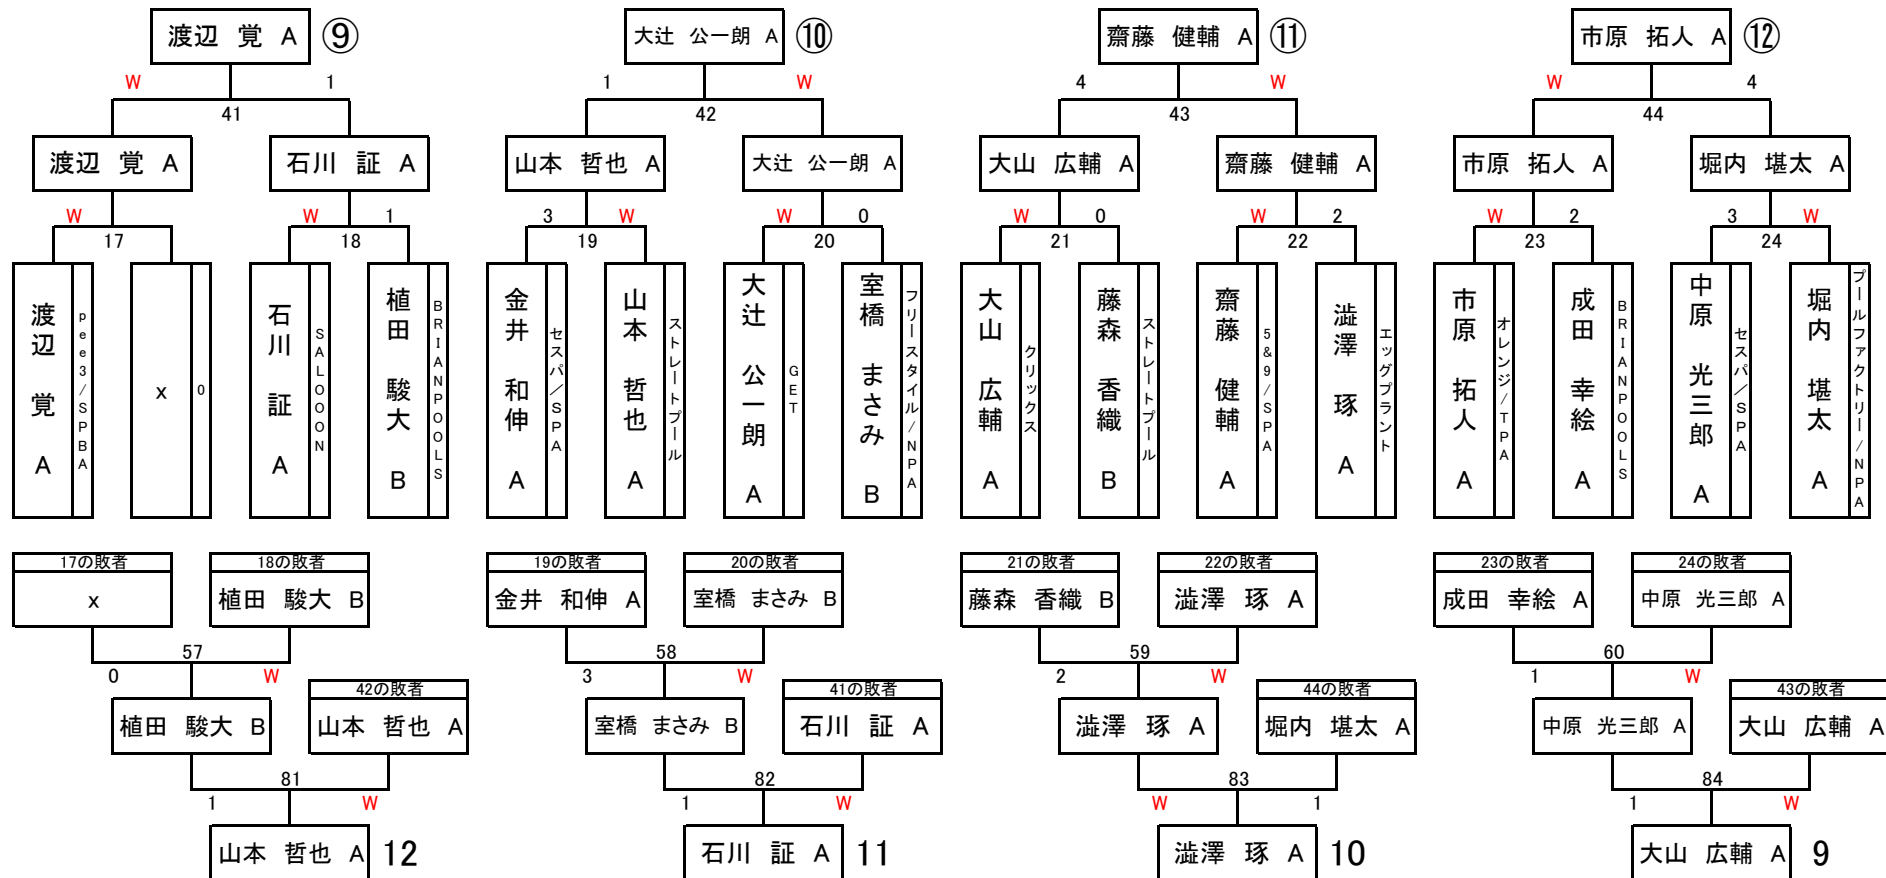 渡辺 覚 A ⑨ 大辻 公一朗 A ⑩ 齋藤 健輔 A ⑪ 市原 拓人 A ⑫
W 1 1 W 4 W W 4
41 42 43 44
渡辺 覚 A 石川 証 A 山本 哲也 A 大辻 公一朗 A 大山 広輔 A 齋藤 健輔 A 市原 拓人 A 堀内 堪太 A
W W 1 3 W W 0 W 0 W 2 W 2 3 W
17 18 19 20 21 22 23 24
渡辺 覚 A
pee3/SPBA
x
0
石川 証 A
SALOOON
植田 駿大 B
BRIANPOOLS
金井 和伸 A
セスパ/SPA
山本 哲也 A
ストレートプール
大辻 公一朗 A
GET
室橋 まさみ B
フリースタイル/NPA
大山 広輔 A
クリックス
藤森 香織 B
ストレートプール
齋藤 健輔 A
5&9/SPA
澁澤 琢 A
エッグプラント
市原 拓人 A
オレンジ/TPA
成田 幸絵 A
BRIANPOOLS
中原 光三郎 A
セスパ/SPA
堀内 堪太 A
プールファクトリー/NPA
17の敗者 18の敗者 19の敗者 20の敗者 21の敗者 22の敗者 23の敗者 24の敗者
x 植田 駿大 B 金井 和伸 A 室橋 まさみ B 藤森 香織 B 澁澤 琢 A 成田 幸絵 A 中原 光三郎 A
57 58 59 60
0 W 3 W 2 W 1 W
42の敗者 41の敗者 44の敗者 43の敗者
植田 駿大 B 山本 哲也 A 室橋 まさみ B 石川 証 A 澁澤 琢 A 堀内 堪太 A 中原 光三郎 A 大山 広輔 A
81 82 83 84
1 W 1 W W 1 1 W
山本 哲也 A 12 石川 証 A 11 澁澤 琢 A 10 大山 広輔 A 9